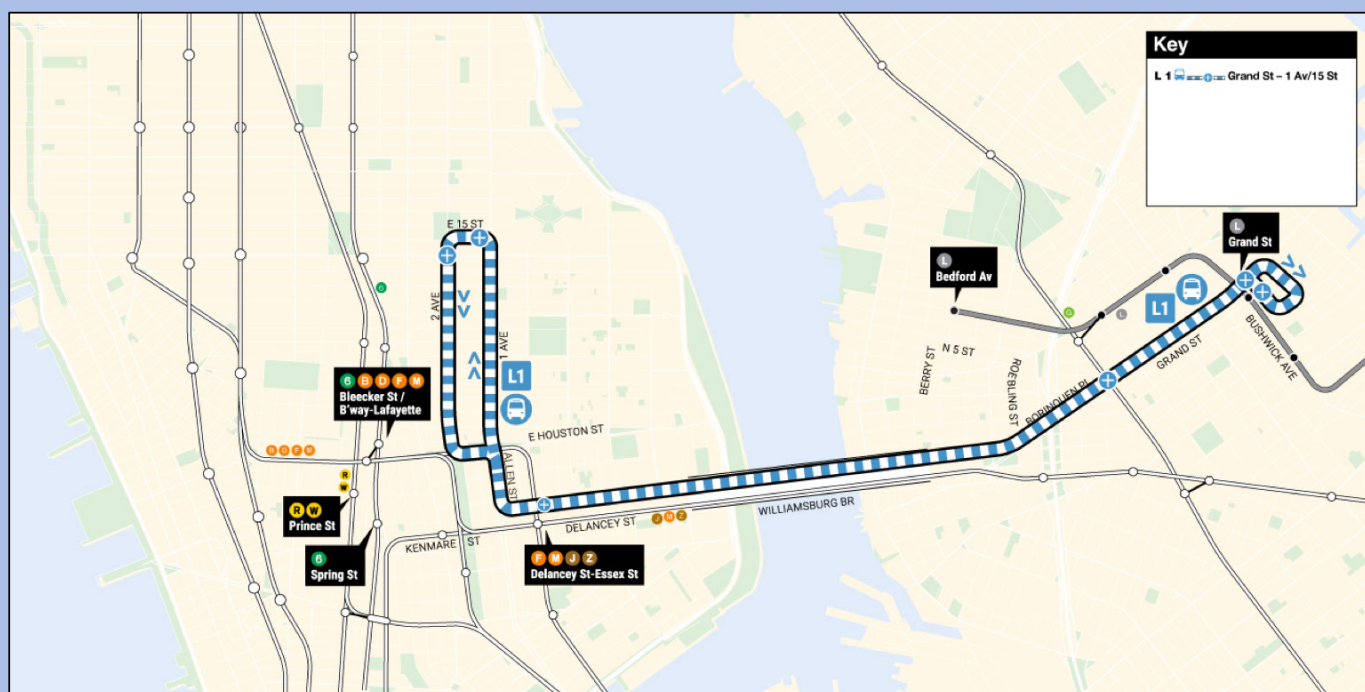 Key
L 1 Grand St – 1 Av/15 St
L
Grand St
L
Bedford Av
E 15 ST
2 AVE
1 AVE
6
L1
L1
G
L
N 5 ST
BERRY ST
ROEBLING ST
BORINQUEN PL
GRAND ST
BUSHWICK AVE
6 B D F M
Bleecker St /
B'way-Lafayette
E HOUSTON ST
B D F M
ALLEN ST
R
W
R W
Prince St
6
Spring St
KENMARE ST
DELANCEY ST
J M Z
WILLIAMSBURG BR
F M J Z
Delancey St-Essex St